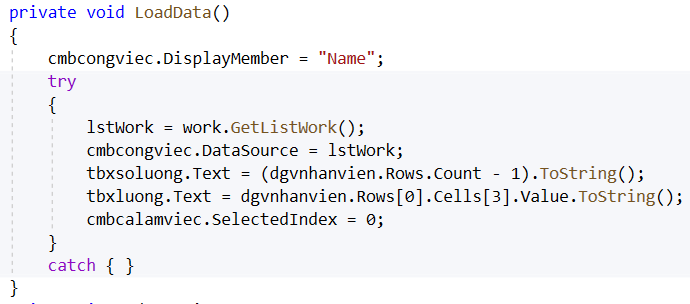 private void LoadData()
{
    cmbcongviec.DisplayMember = "Name";
    try
    {
        lstWork = work.GetListWork();
        cmbcongviec.DataSource = lstWork;
        tbxsoluong.Text = (dgvnhanvien.Rows.Count - 1).ToString();
        tbxluong.Text = dgvnhanvien.Rows[0].Cells[3].Value.ToString();
        cmbcalamviec.SelectedIndex = 0;
    }
    catch { }
}